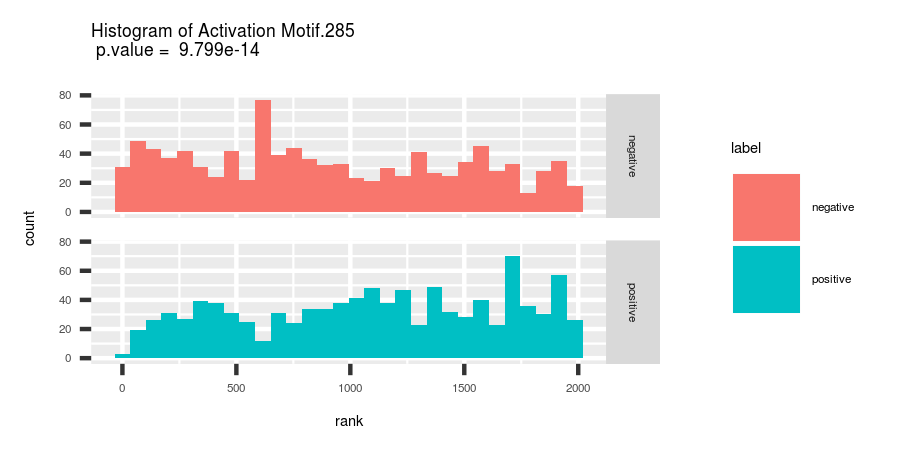 Histogram of Activation Motif.285
p.value = 9.799e-14
count
80
60
40
20
0
negative
80
60
40
20
0
positive
0
500
1000
1500
2000
rank
label
negative
positive